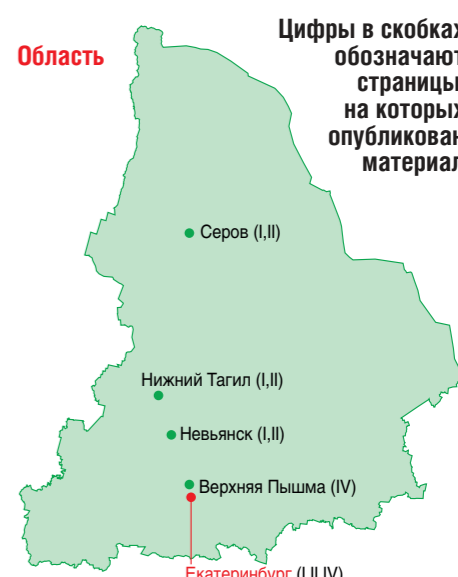 Область
Цифры в скобках
обозначают
страницы,
на которых
опубликован
материал
Серов (I,II)
Нижний Тагил (I,II)
Невьянск (I,II)
Верхняя Пышма (IV)
Екатеринбург